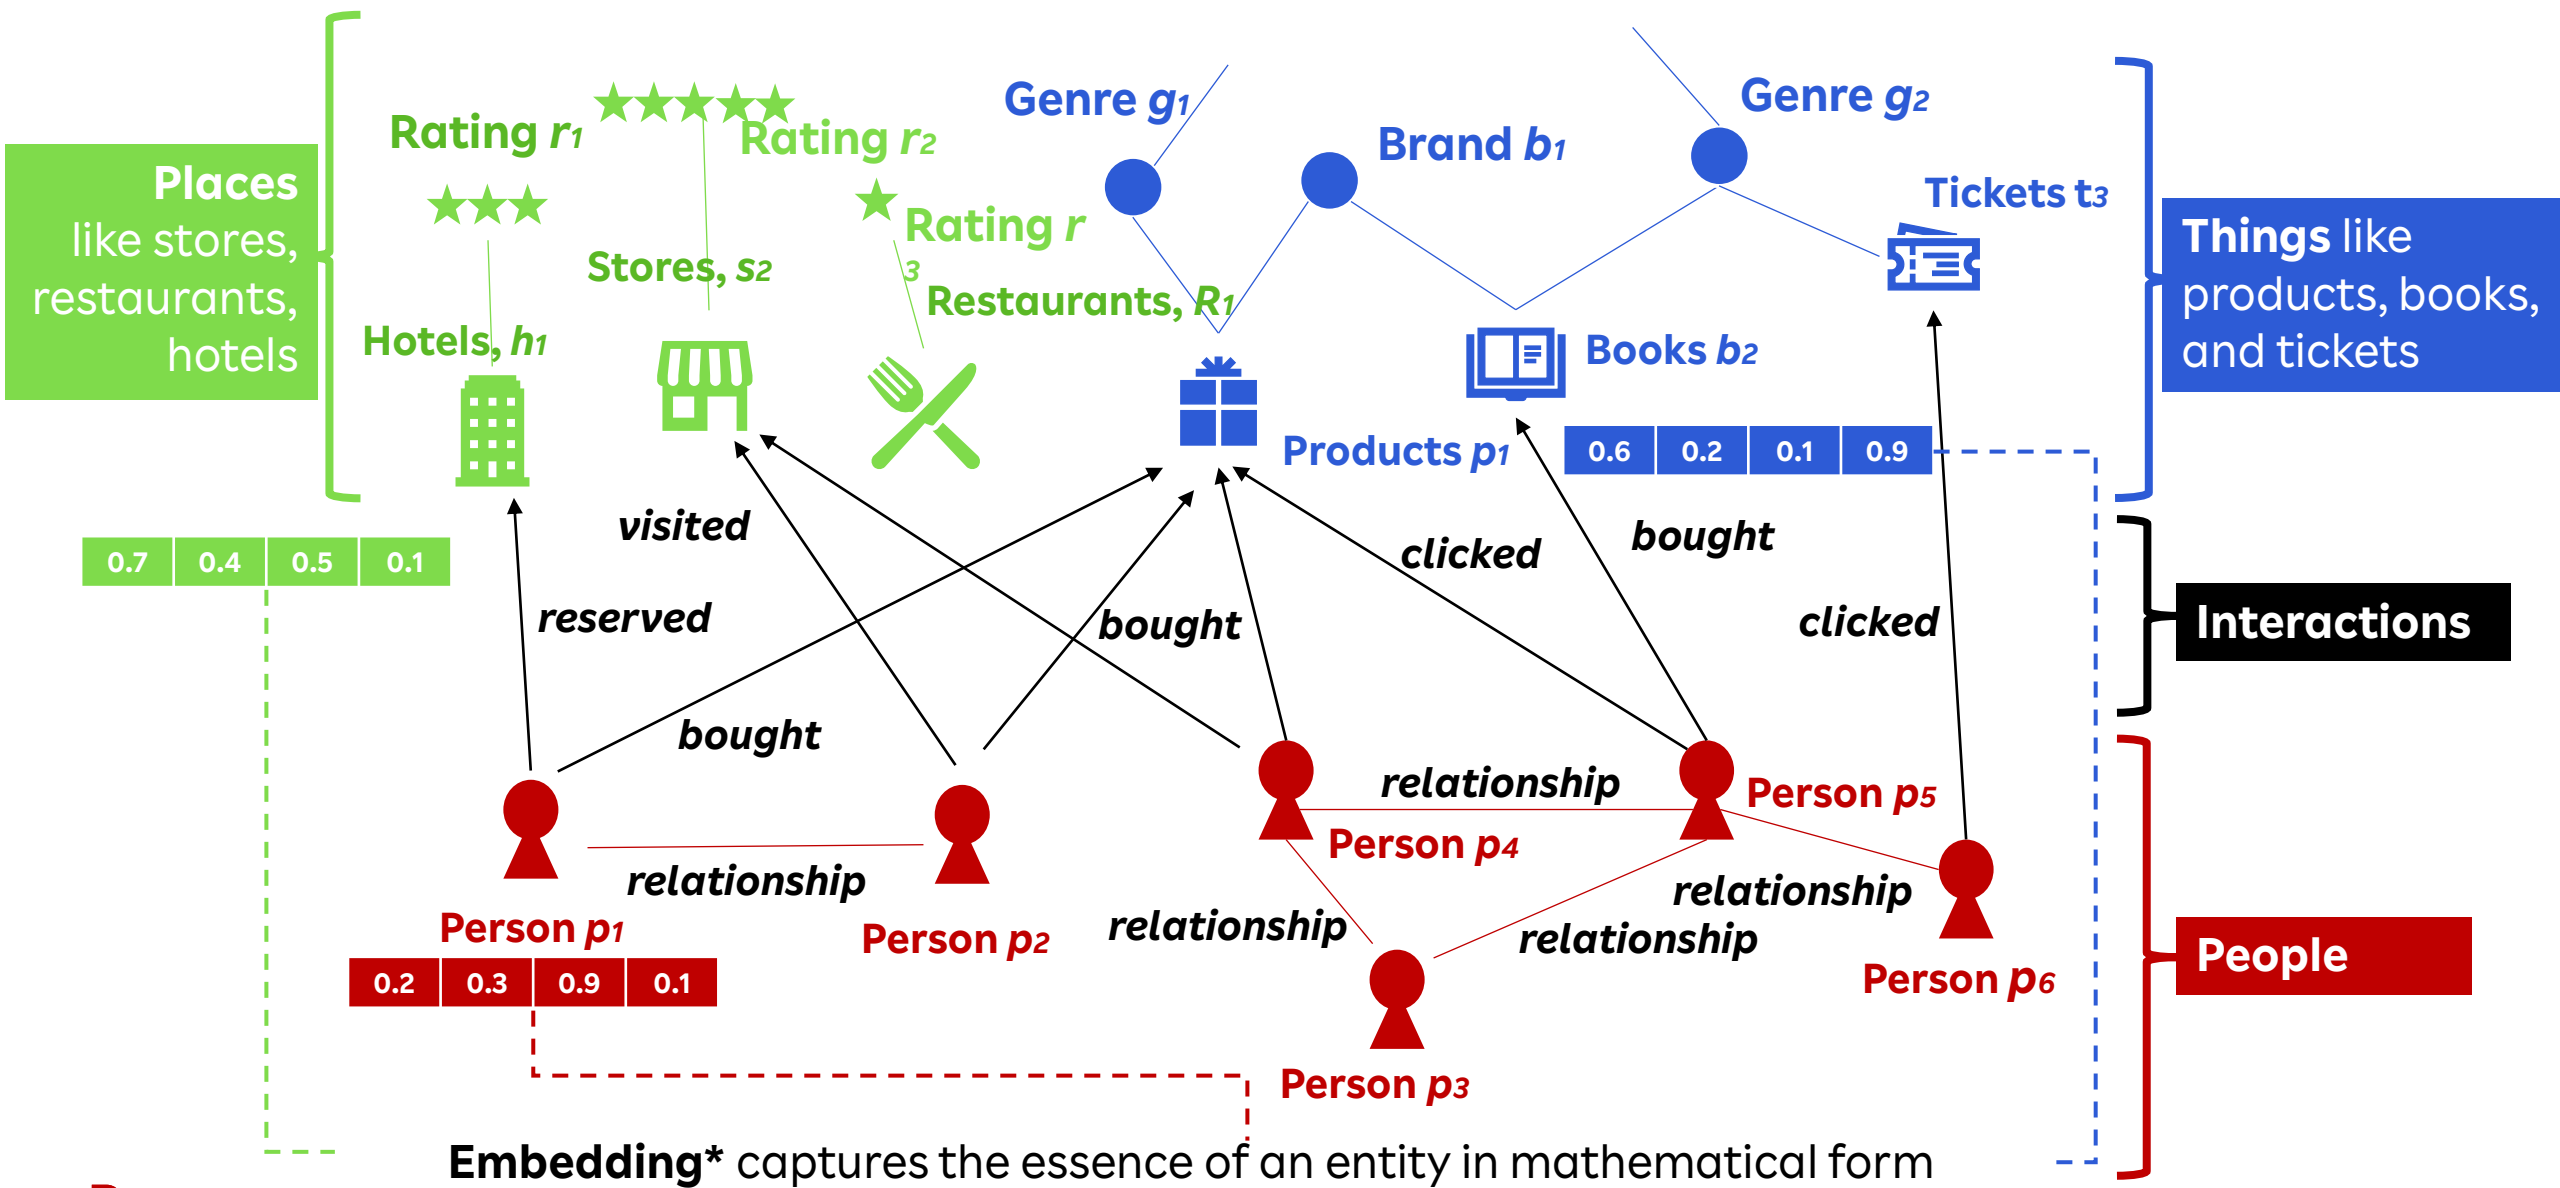 Places
like stores,
restaurants,
hotels
Rating r1
Rating r2
Rating r
3
Hotels, h1
Stores, s2
Restaurants, R1
Genre g1
Brand b1
Genre g2
Tickets t3
Books b2
Products p1
Things like
products, books,
and tickets
0.6 0.2 0.1 0.9
0.7 0.4 0.5 0.1
visited
reserved
bought
bought
clicked
bought
clicked
Interactions
relationship
relationship
relationship
relationship
relationship
Person p1
Person p2
Person p4
Person p5
Person p6
Person p3
People
0.2 0.3 0.9 0.1
Embedding* captures the essence of an entity in mathematical form